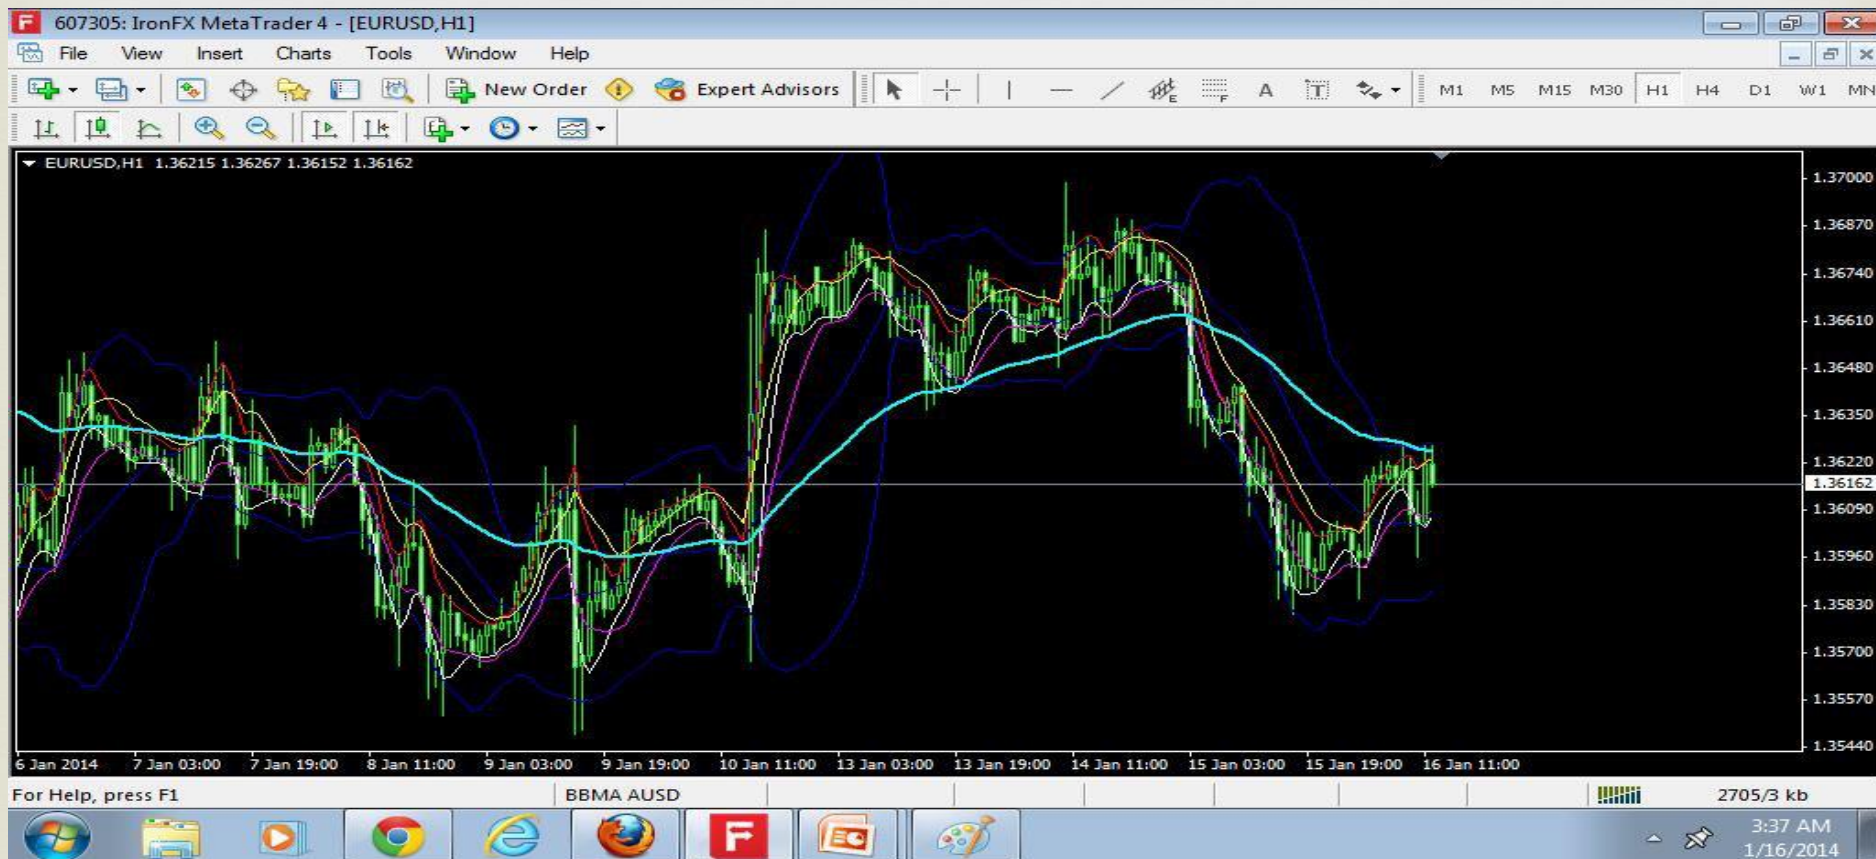 607305: IronFX MetaTrader 4 - [EURUSD,H1]
File View Insert Charts Tools Window Help
New Order Expert Advisors A T M1 M5 M15 M30 H1 H4 D1 W1 MN
EURUSD,H1 1.36215 1.36267 1.36152 1.36162
1.37000
1.36870
1.36740
1.36610
1.36480
1.36350
1.36220
1.36162
1.36090
1.35960
1.35830
1.35700
1.35570
1.35440
6 Jan 2014 7 Jan 03:00 7 Jan 19:00 8 Jan 11:00 9 Jan 03:00 9 Jan 19:00 10 Jan 11:00 13 Jan 03:00 13 Jan 19:00 14 Jan 11:00 15 Jan 03:00 15 Jan 19:00 16 Jan 11:00
For Help, press F1 BBMA AUSD 2705/3 kb
3:37 AM
1/16/2014